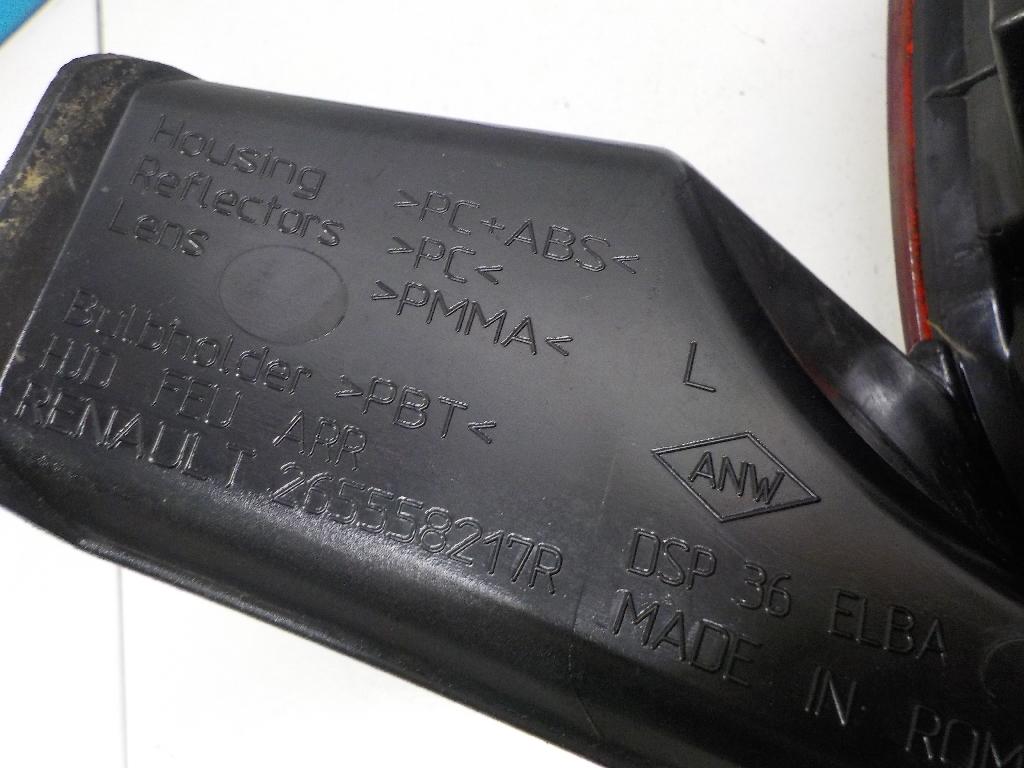 Housing >PC+ABS<
Reflectors >PC<
Lens >PMMA<
Bulbholder >PBT<
HJD FEU ARR
RENAULT 265558217R
L
ANW
DSP 36 ELBA
MADE IN ROM